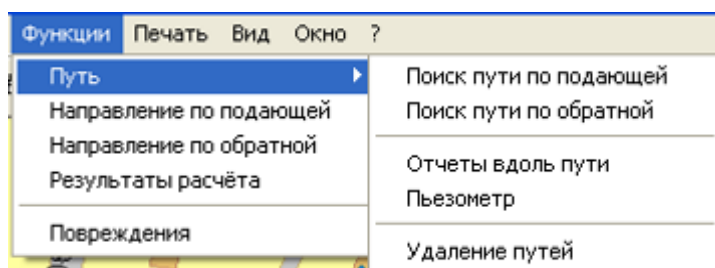 Функции Печать Вид Окно ?
Путь
Направление по подающей
Направление по обратной
Результаты расчёта
Повреждения
Поиск пути по подающей
Поиск пути по обратной
Отчеты вдоль пути
Пьезометр
Удаление путей